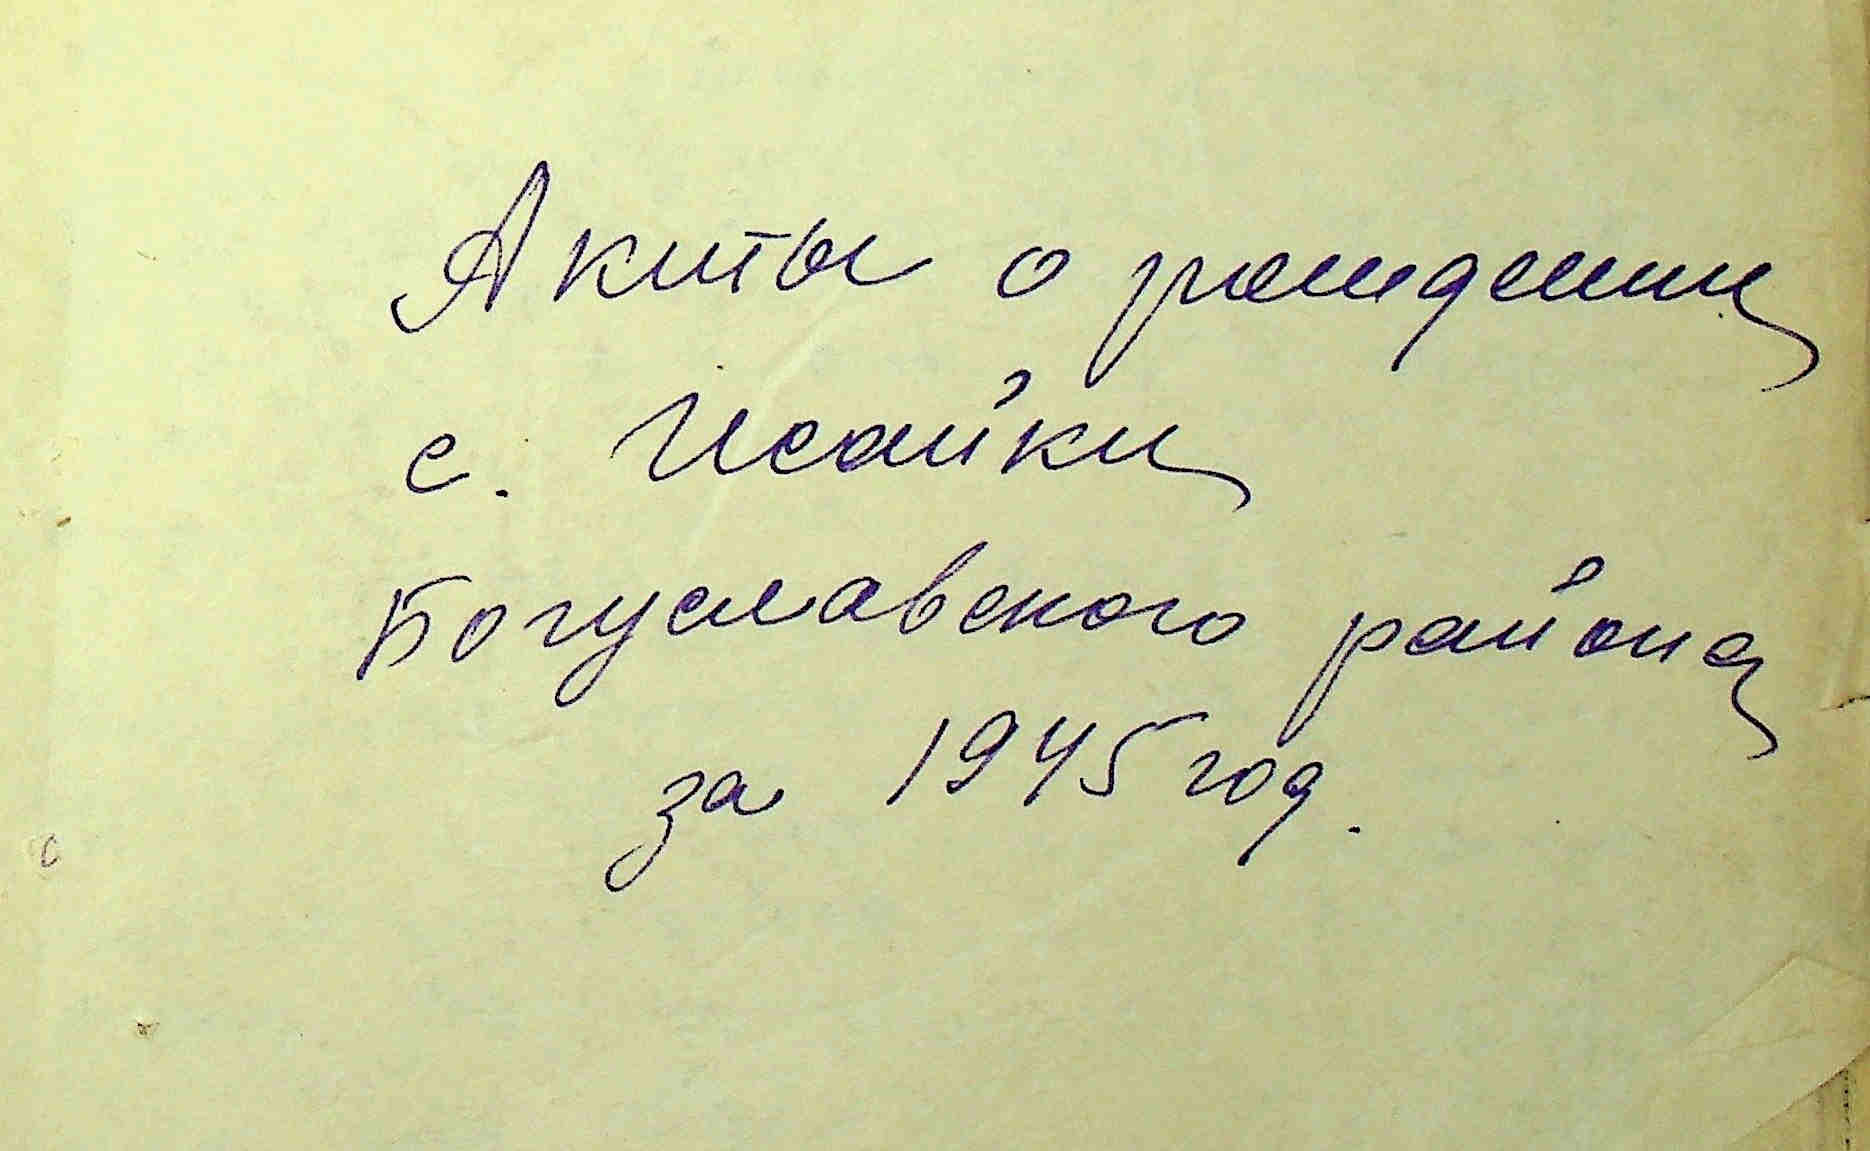 Акты о рождении
с. Исайки
Богуславского района
за 1945 год.